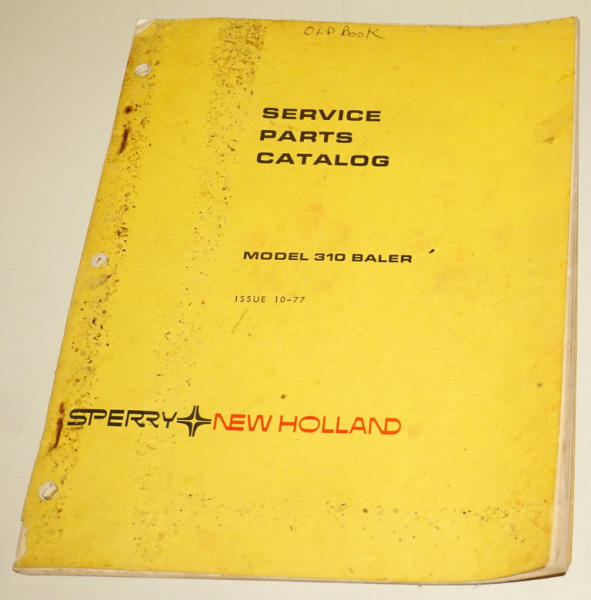 OLD BOOK
SERVICE
PARTS
CATALOG
MODEL 310 BALER
ISSUE 10-77
SPERRY NEW HOLLAND